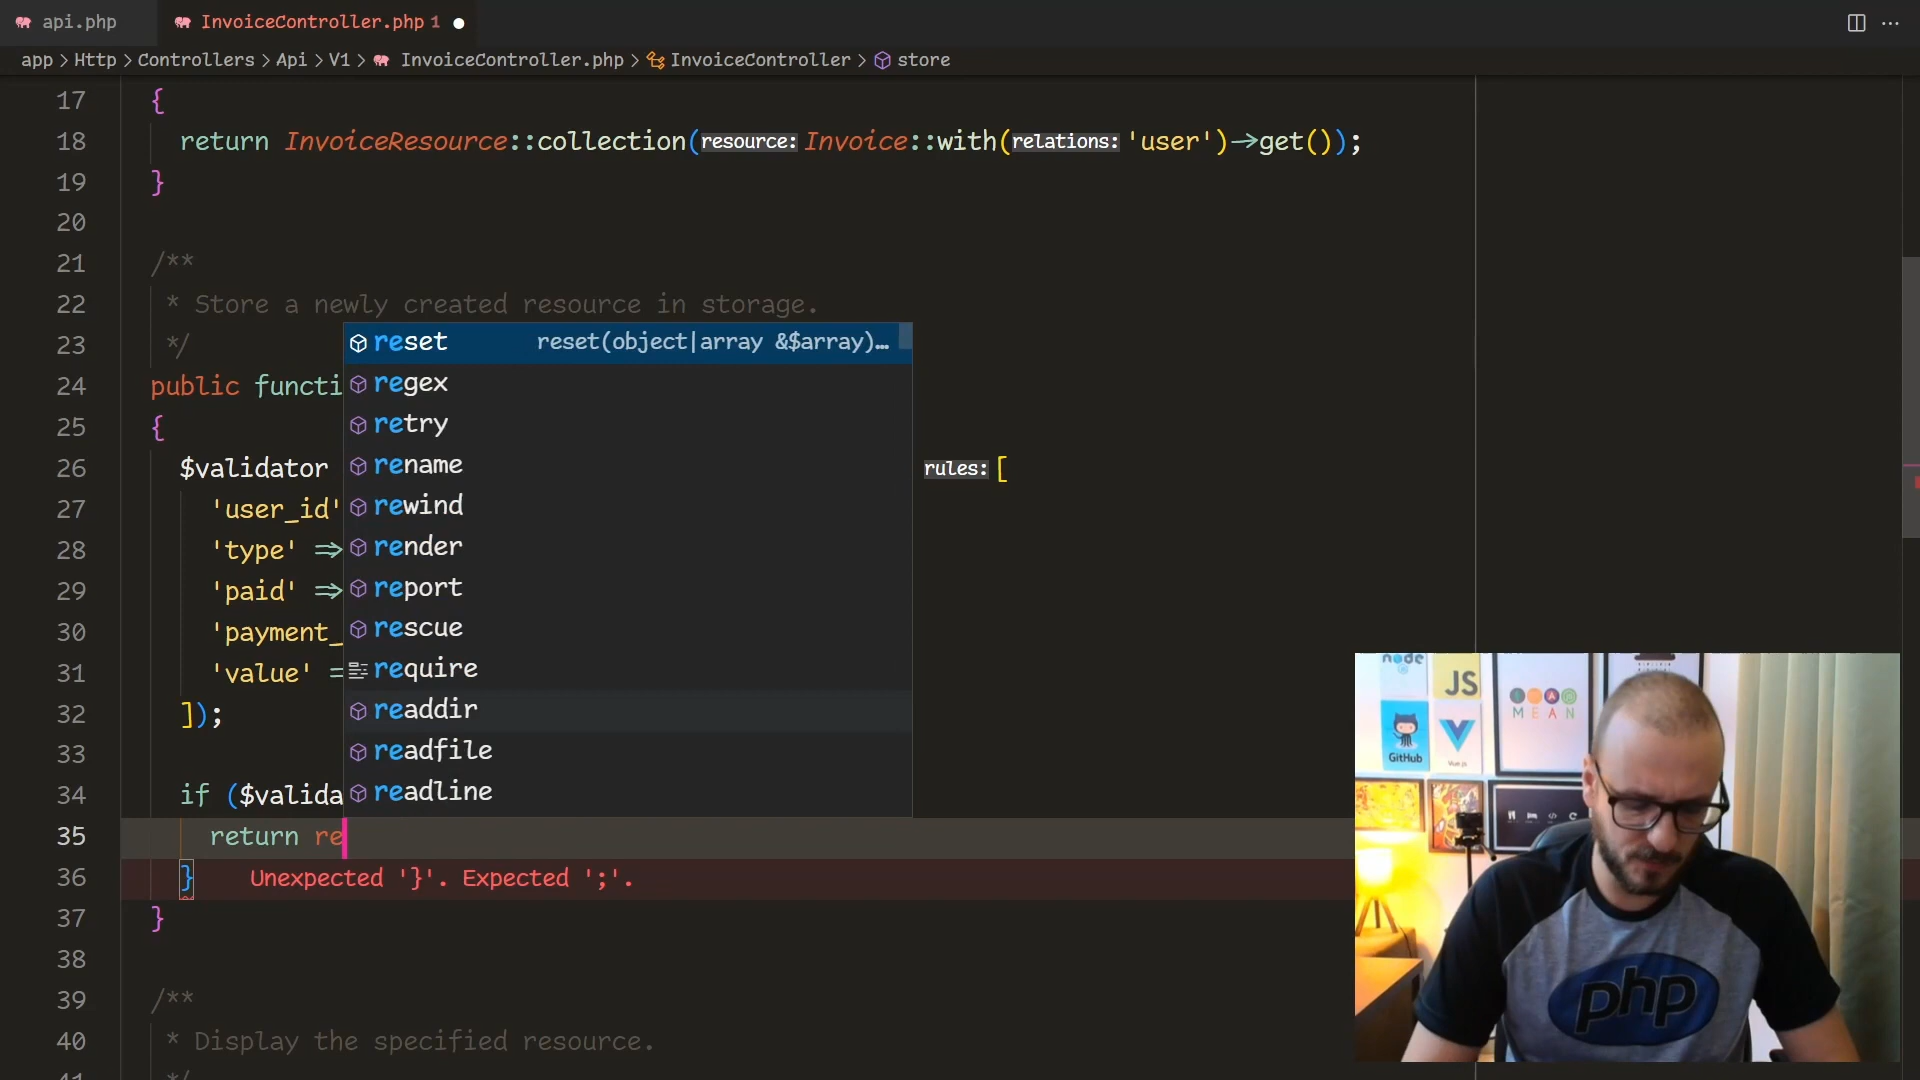 api.php InvoiceController.php 1
app > Http > Controllers > Api > V1 > InvoiceController.php > InvoiceController > store
17 {
18 return InvoiceResource::collection(resource: Invoice::with(relations: 'user')->get());
19 }
20
21 /**
22 * Store a newly created resource in storage.
23 */
24 public functi
25 {
26 $validator rules: [
27 'user_id'
28 'type' =>
29 'paid' =>
30 'payment_
31 'value' =
32 ]);
33
34 if ($valida
35 return re
36 } Unexpected '}'. Expected ';'.
37 }
38
39 /**
40 * Display the specified resource.
reset reset(object|array &$array)…
regex
retry
rename
rewind
render
report
rescue
require
readdir
readfile
readline
node
JS
GitHub
Vue.js
MEAN
php